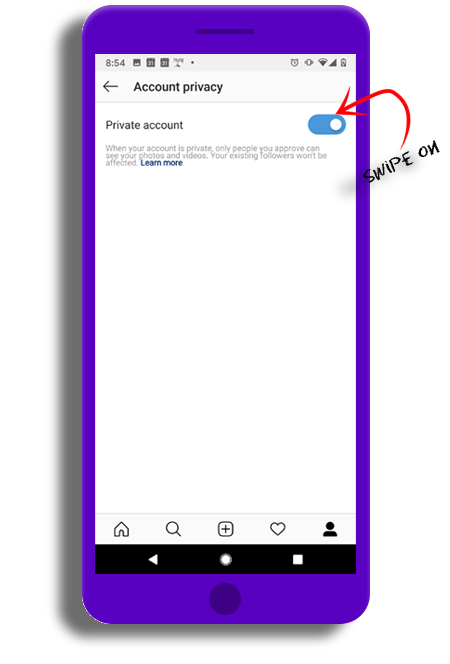 8:54
Account privacy
Private account
When your account is private, only people you approve can
see your photos and videos. Your existing followers won't be
affected. Learn more
SWIPE ON